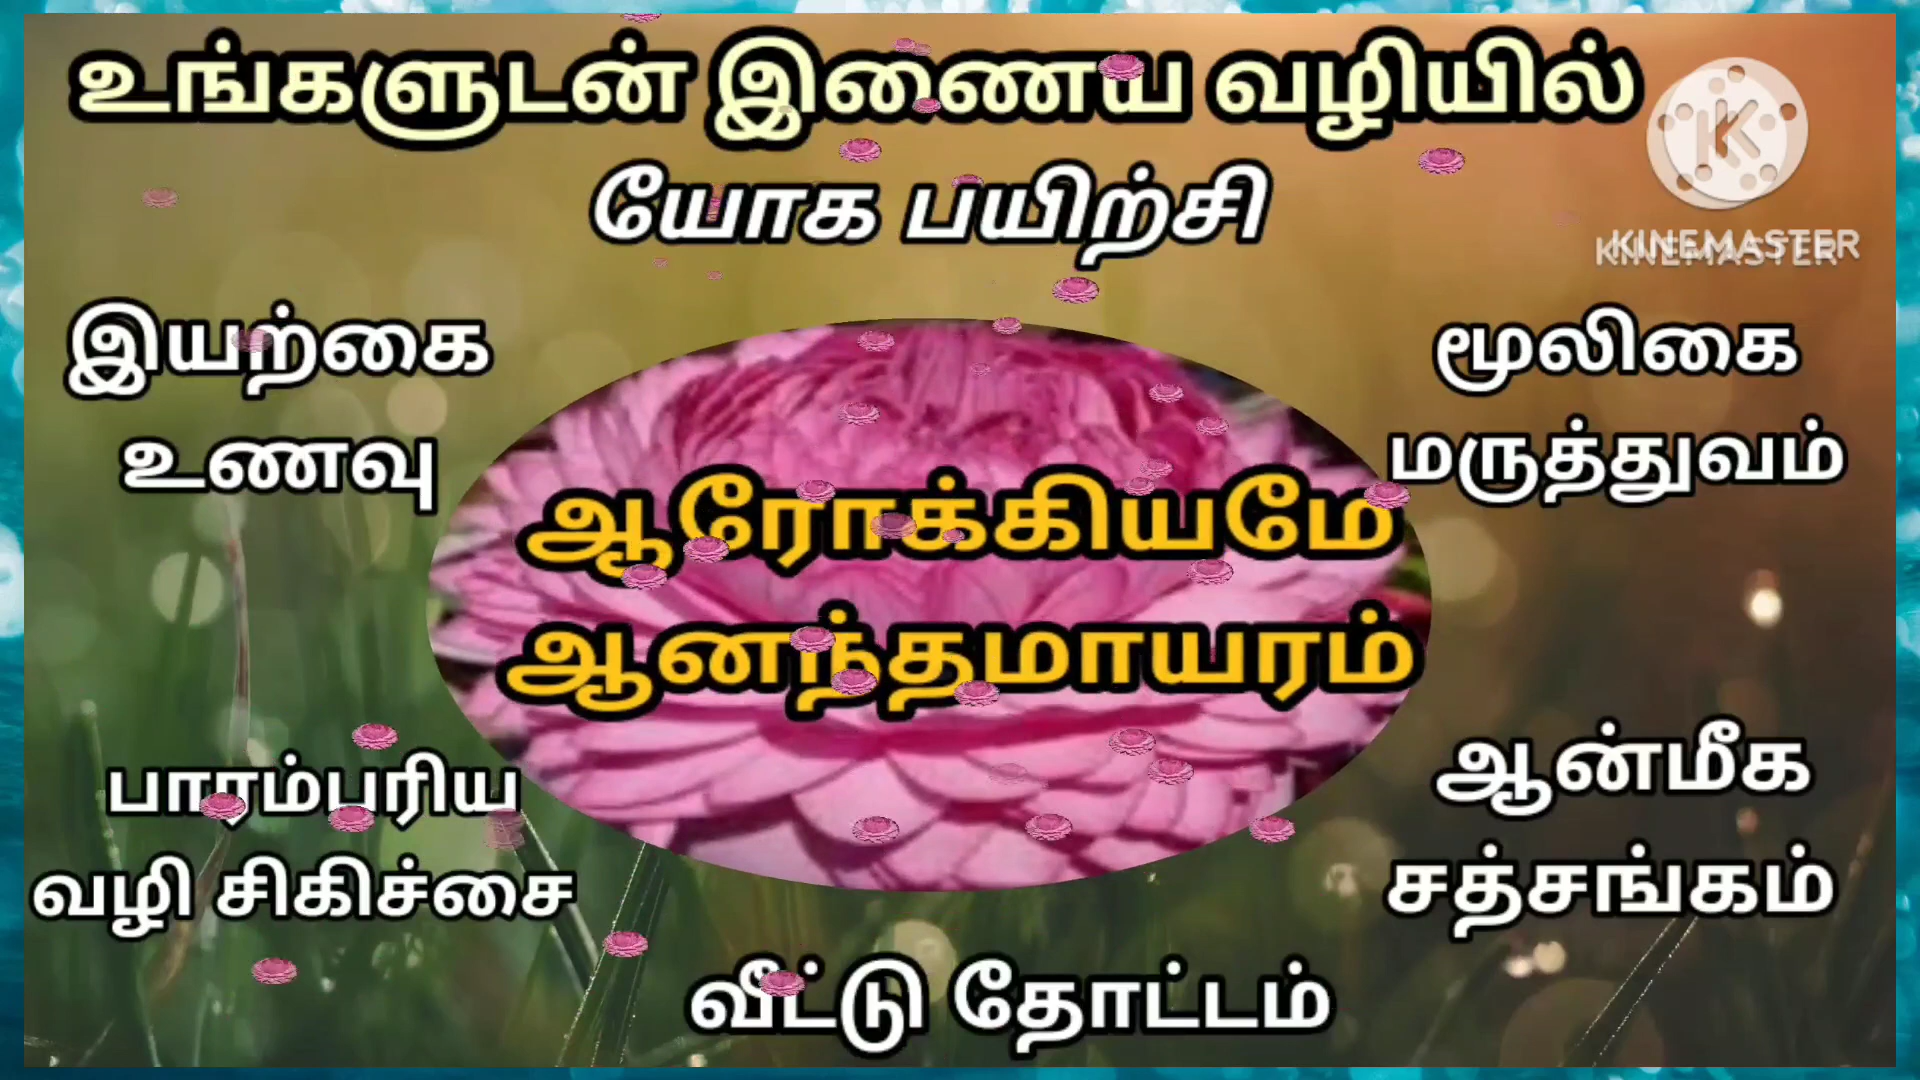 உங்களுடன் இணைய வழியில்
யோக பயிற்சி
KINEMASTER
KINEMASTER
இயற்கை
உணவு
மூலிகை
மருத்துவம்
ஆரோக்கியமே
ஆனந்தமாயரம்
பாரம்பரிய
வழி சிகிச்சை
ஆன்மீக
சத்சங்கம்
வீட்டு தோட்டம்